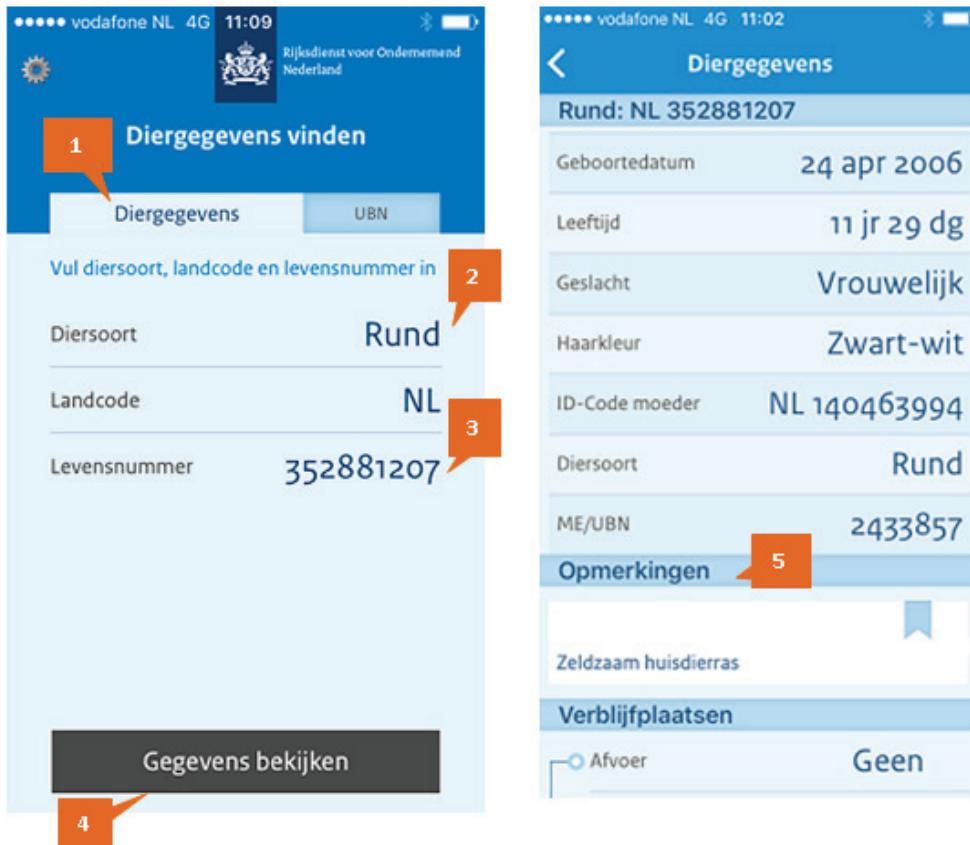 vodafone NL 4G 11:09
Rijksdienst voor Ondernemend
Nederland
Diergegevens vinden
1
Diergegevens UBN
Vul diersoort, landcode en levensnummer in
2
Diersoort Rund
Landcode NL
3
Levensnummer 352881207
Gegevens bekijken
4
vodafone NL 4G 11:02
Diergegevens
Rund: NL 352881207
Geboortedatum 24 apr 2006
Leeftijd 11 jr 29 dg
Geslacht Vrouwelijk
Haarkleur Zwart-wit
ID-Code moeder NL 140463994
Diersoort Rund
ME/UBN 2433857
5
Opmerkingen
Zeldzaam huisdierras
Verblijfplaatsen
Afvoer Geen